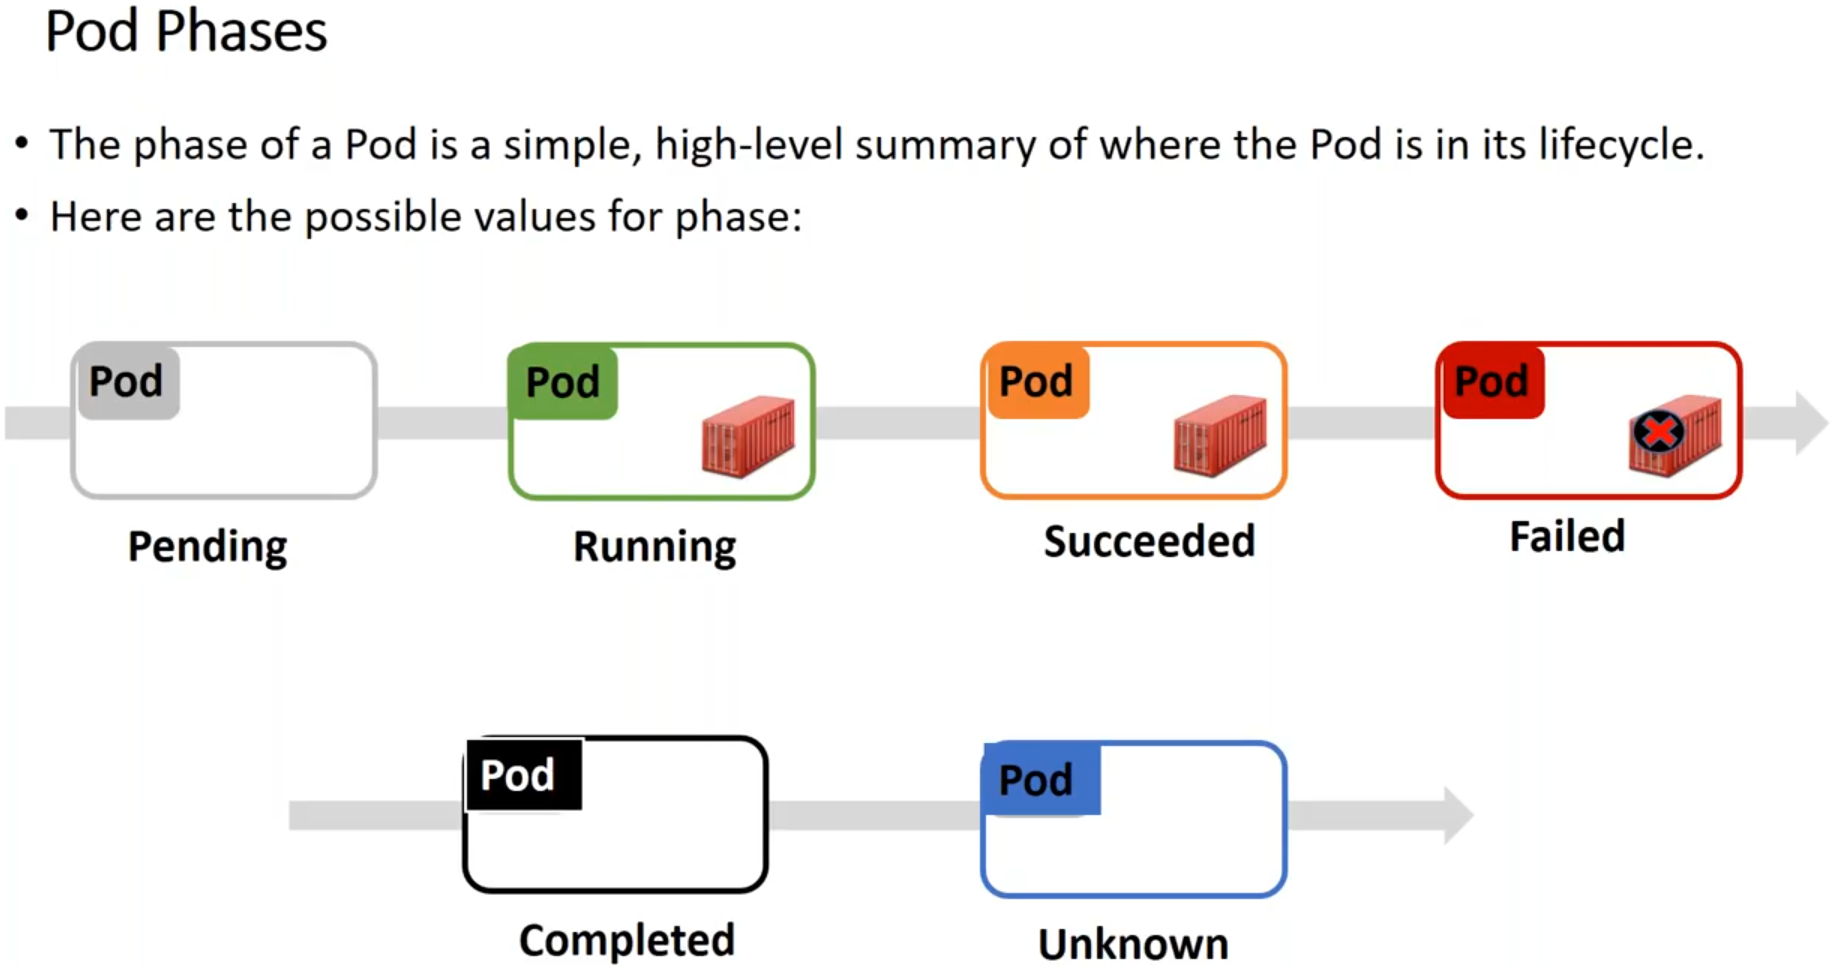 Pod Phases
• The phase of a Pod is a simple, high-level summary of where the Pod is in its lifecycle.
• Here are the possible values for phase:
Pod
Pod
Pod
Pod
Pending
Running
Succeeded
Failed
Pod
Pod
Completed
Unknown